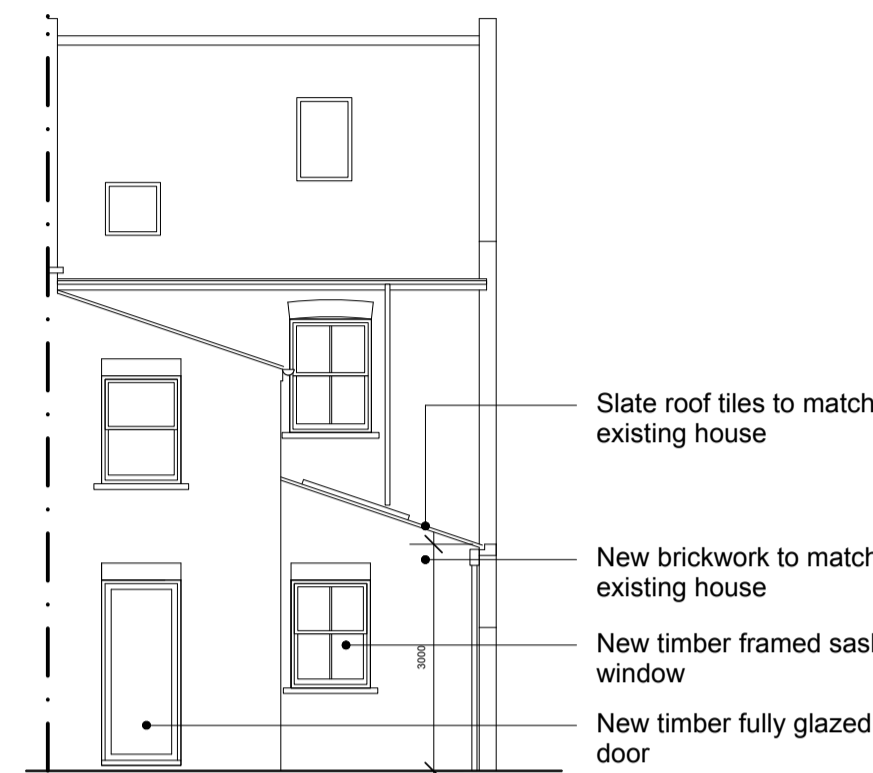 Slate roof tiles to match
existing house
New brickwork to match
existing house
New timber framed sash
window
3000
New timber fully glazed
door